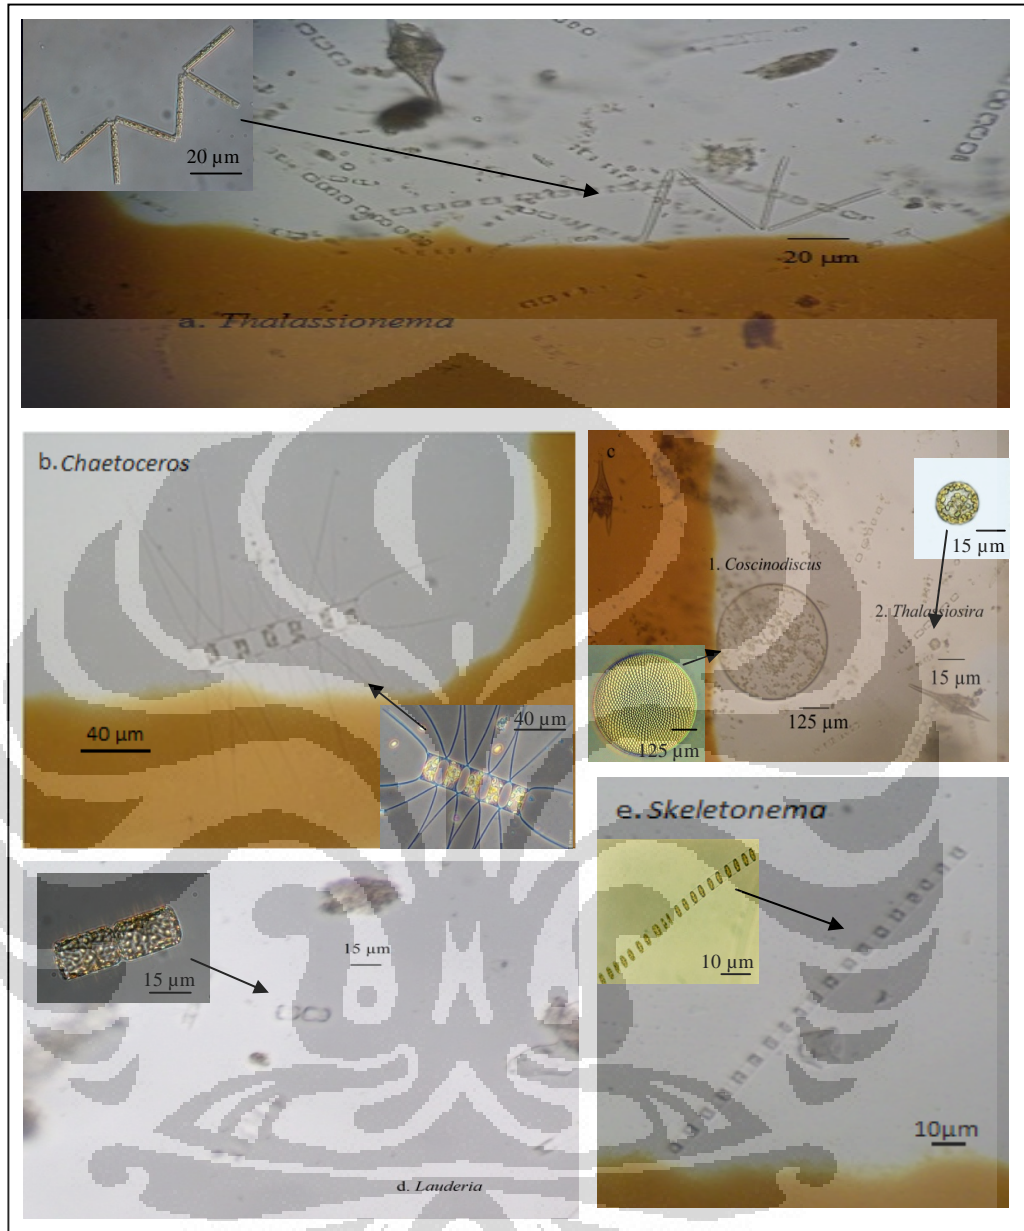 20 µm
20 µm
a. Thalassionema
b. Chaetoceros
40 µm
40 µm
c
15 µm
1. Coscinodiscus
2. Thalassiosira
15 µm
125 µm
125 µm
e. Skeletonema
10 µm
10µm
15 µm
15 µm
d. Lauderia